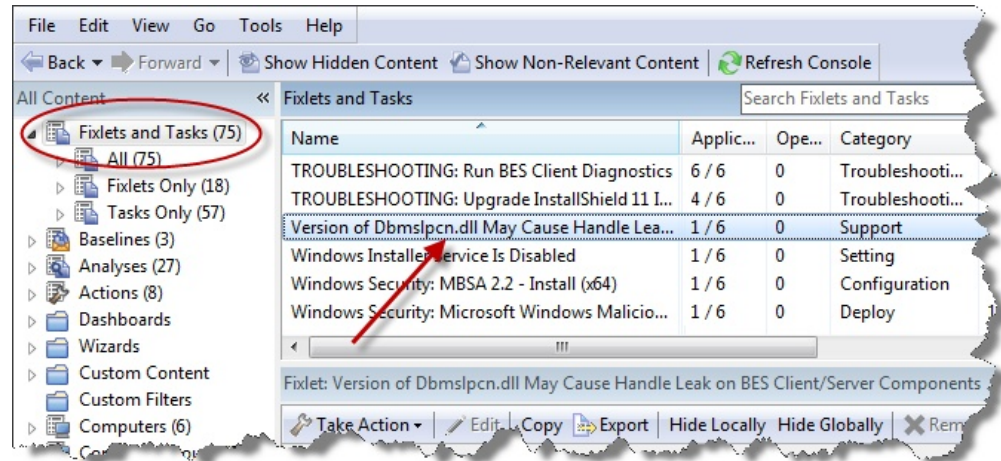 File Edit View Go Tools Help
Back Forward Show Hidden Content Show Non-Relevant Content Refresh Console
All Content « Fixlets and Tasks Search Fixlets and Tasks
Fixlets and Tasks (75)
All (75)
Fixlets Only (18)
Tasks Only (57)
Baselines (3)
Analyses (27)
Actions (8)
Dashboards
Wizards
Custom Content
Custom Filters
Computers (6)
Name Applic... Ope... Category
TROUBLESHOOTING: Run BES Client Diagnostics 6 / 6 0 Troubleshooti...
TROUBLESHOOTING: Upgrade InstallShield 11 I... 4 / 6 0 Troubleshooti...
Version of Dbmslpcn.dll May Cause Handle Lea... 1 / 6 0 Support
Windows Installer Service Is Disabled 1 / 6 0 Setting
Windows Security: MBSA 2.2 - Install (x64) 1 / 6 0 Configuration
Windows Security: Microsoft Windows Malicio... 1 / 6 0 Deploy
Fixlet: Version of Dbmslpcn.dll May Cause Handle Leak on BES Client/Server Components
Take Action Edit Copy Export Hide Locally Hide Globally Rem